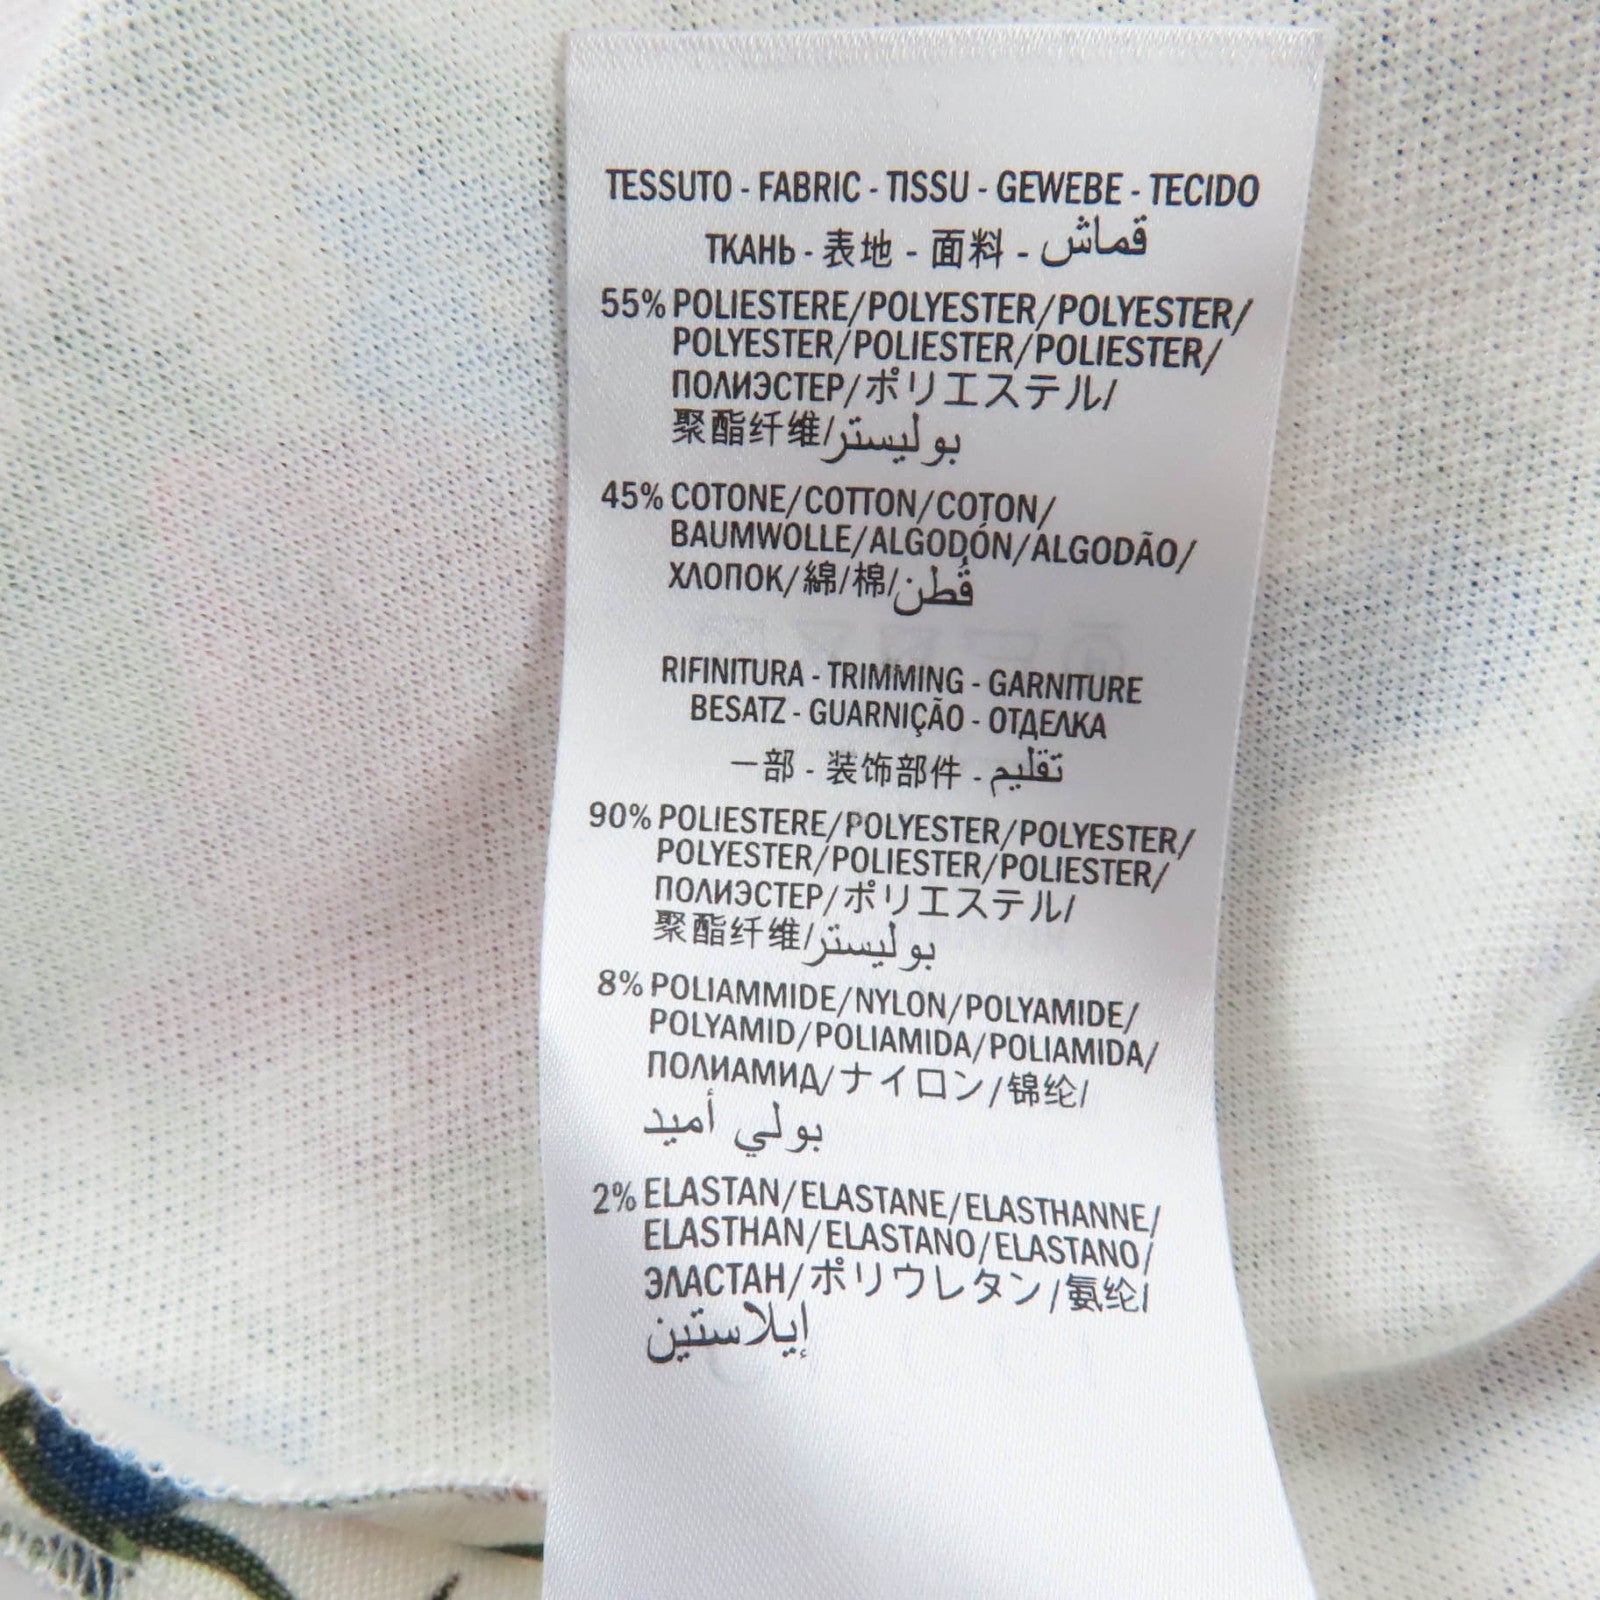 TESSUTO - FABRIC - TISSU - GEWEBE - TECIDO
ТКАНЬ - 表地 - 面料 - قماش
55% POLIESTERE/POLYESTER/POLYESTER/
POLYESTER/POLIESTER/POLIESTER/
ПОЛИЭСТЕР/ポリエステル/
聚酯纤维/بوليستر
45% COTONE/COTTON/COTON/
BAUMWOLLE/ALGODÓN/ALGODÃO/
ХЛОПОК/綿/棉/قُطن
RIFINITURA - TRIMMING - GARNITURE
BESATZ - GUARNIÇÃO - ОТДЕЛКА
一部 - 装饰部件 - تقليم
90% POLIESTERE/POLYESTER/POLYESTER/
POLYESTER/POLIESTER/POLIESTER/
ПОЛИЭСТЕР/ポリエステル/
聚酯纤维/بوليستر
8% POLIAMMIDE/NYLON/POLYAMIDE/
POLYAMID/POLIAMIDA/POLIAMIDA/
ПОЛИАМИД/ナイロン/锦纶/
بولي أميد
2% ELASTAN/ELASTANE/ELASTHANNE/
ELASTHAN/ELASTANO/ELASTANO/
ЭЛАСТАН/ポリウレタン/氨纶/
إيلاستين